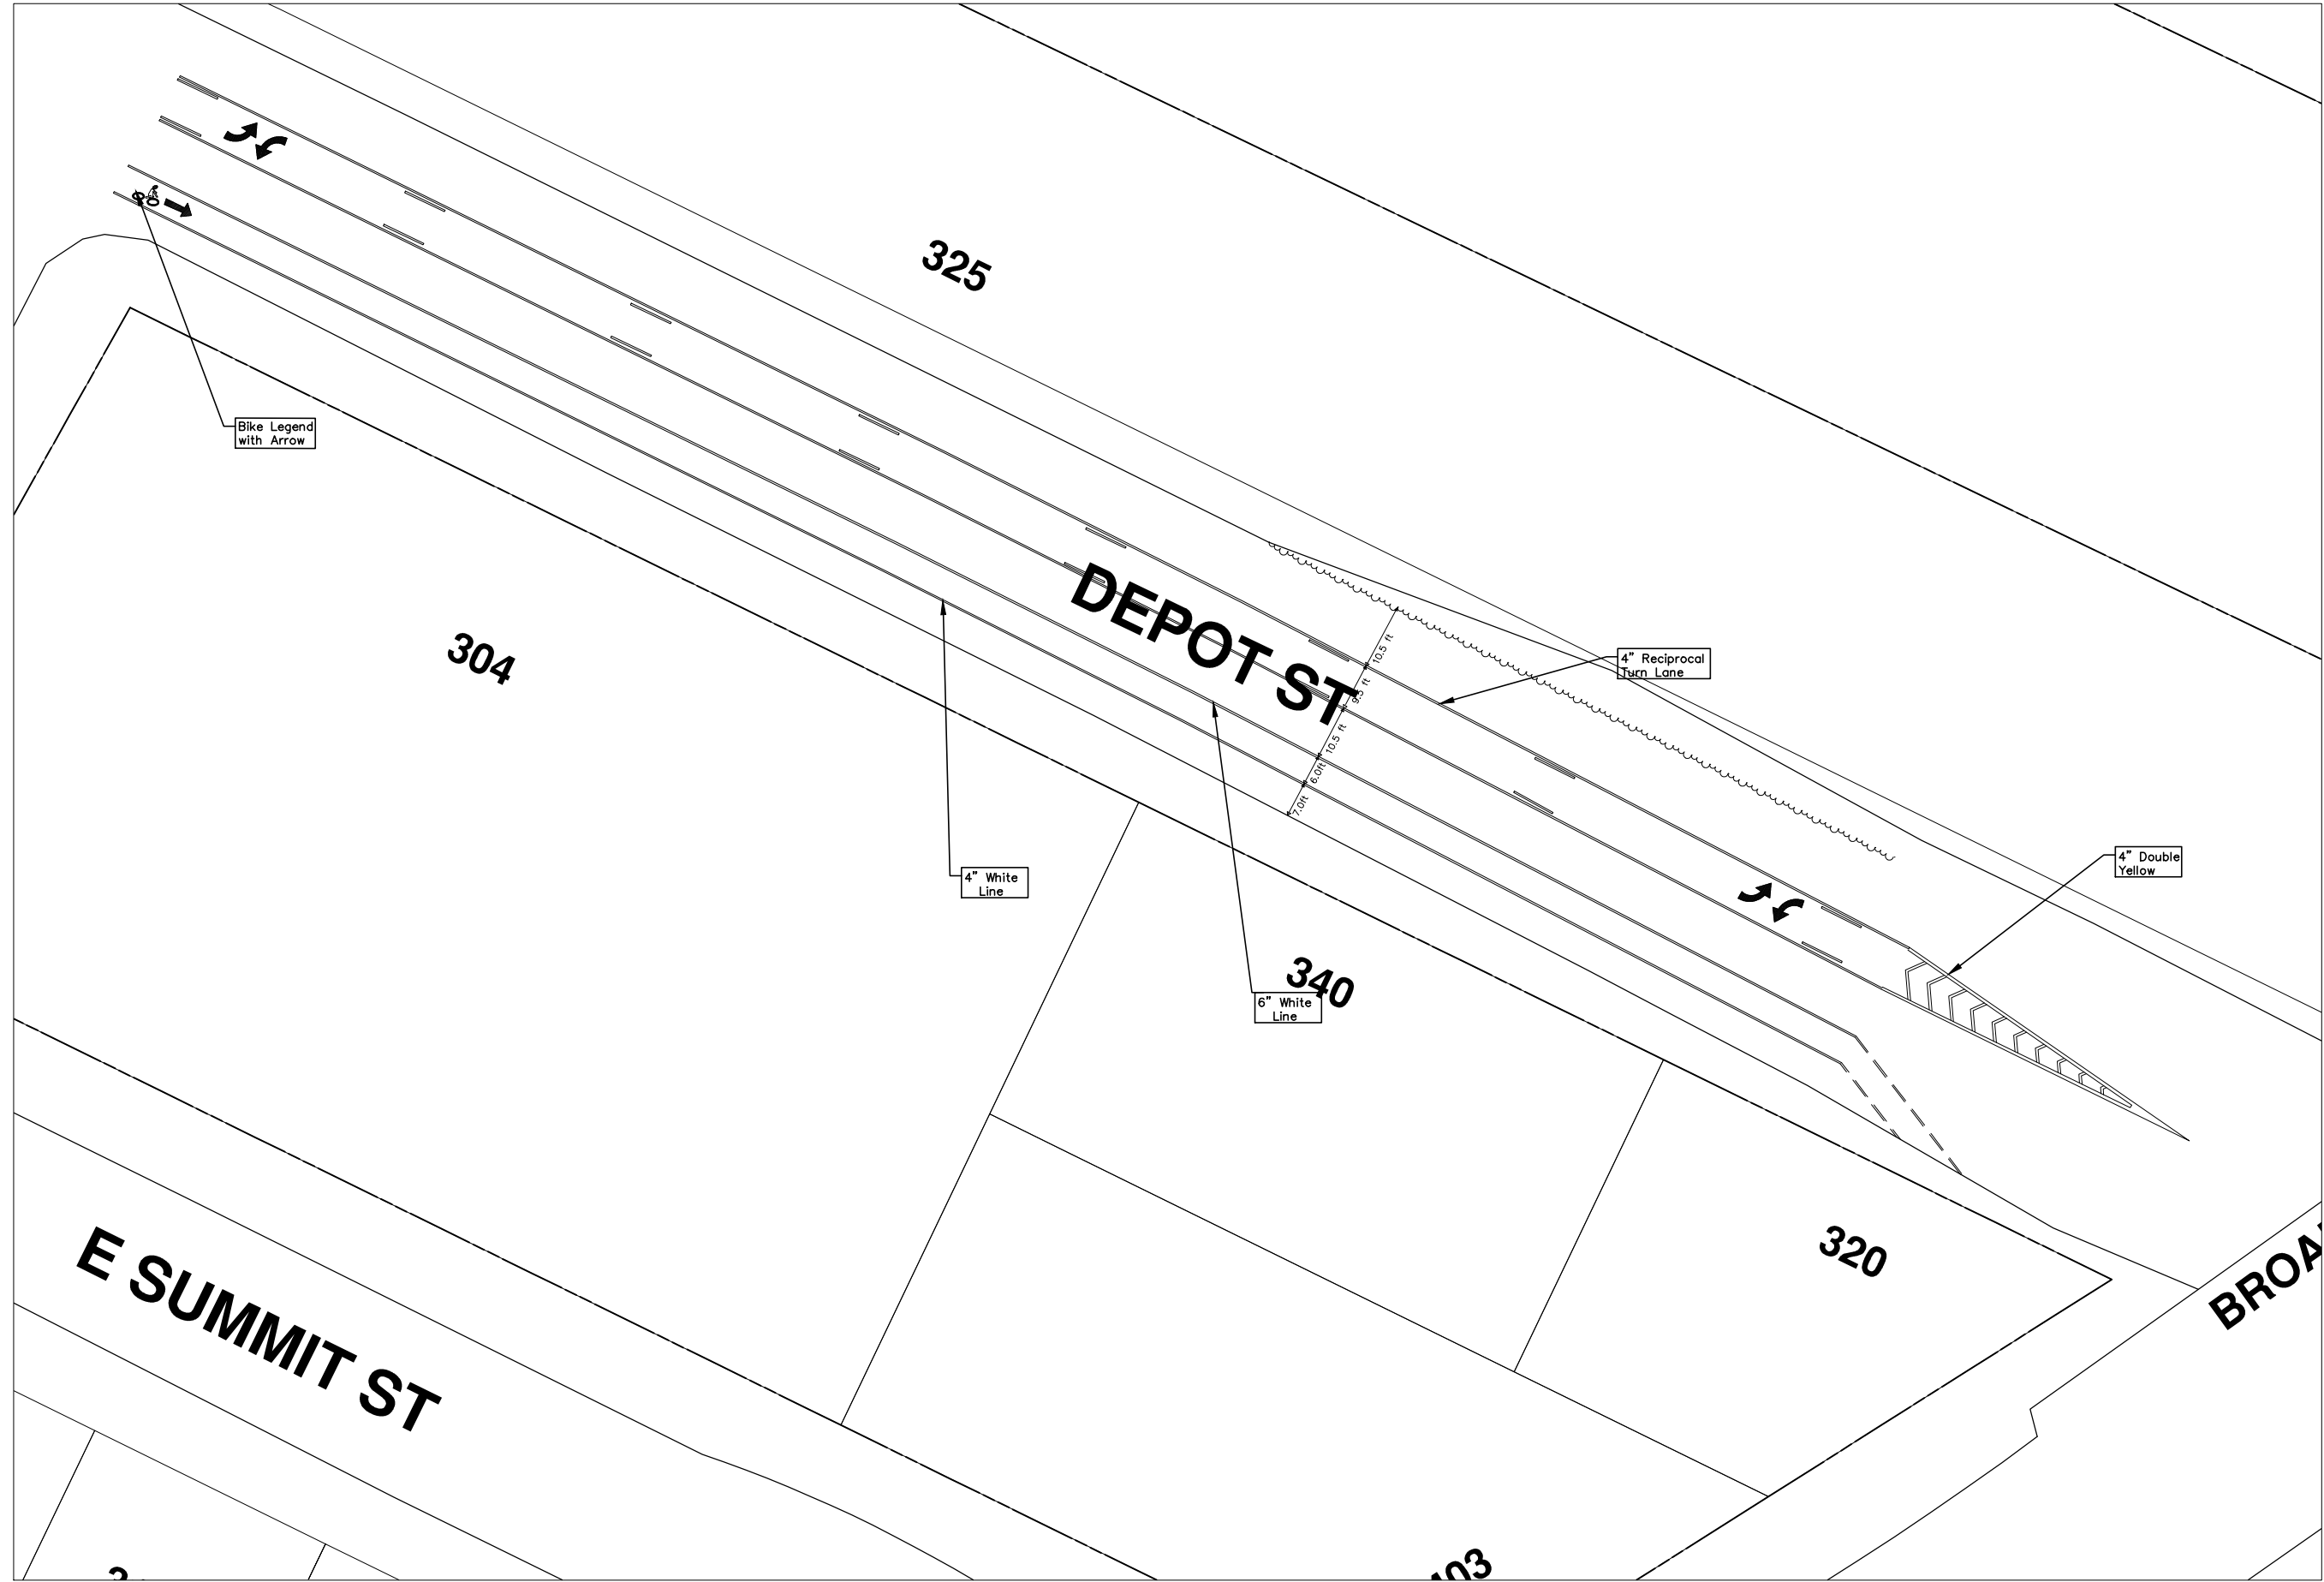 325
Bike Legend
with Arrow
304
DEPOT ST
10.5 ft
9.5 ft
10.5 ft
6.0ft
7.0ft
4" Reciprocal
Turn Lane
4" White
Line
4" Double
Yellow
340
6" White
Line
320
BROA
E SUMMIT ST
03